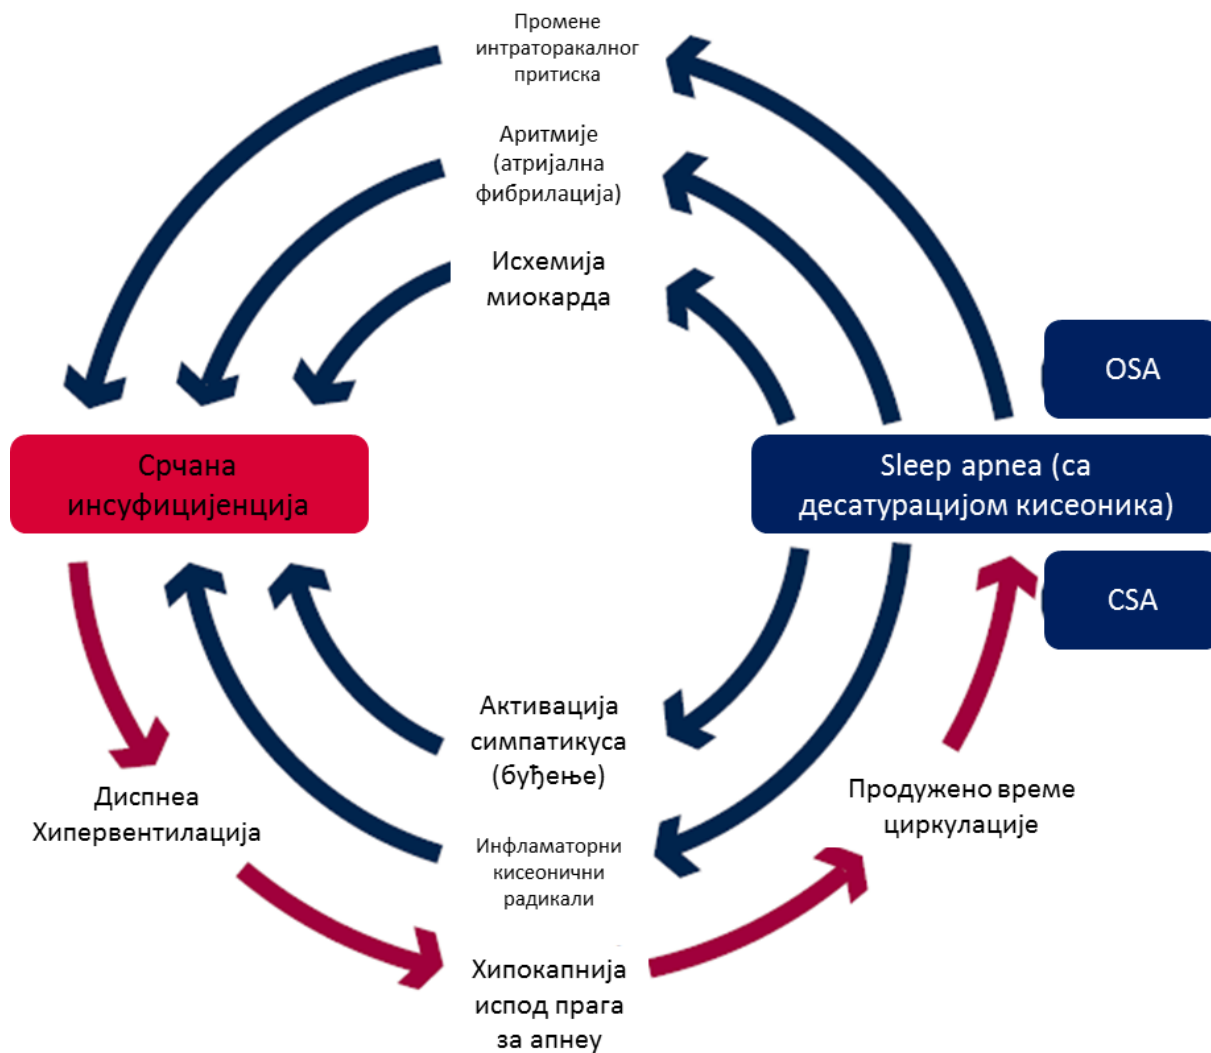 Промене
интраторакалног
притиска
Аритмије
(атријална
фибрилација)
Исхемија
миокарда
OSA
Срчана
инсуфицијенција
Sleep apnea (са
десатурацијом кисеоника)
CSA
Активација
симпатикуса
(буђење)
Диспнеа
Хипервентилација
Продужено време
циркулације
Инфламаторни
кисеонични
радикали
Хипокапнија
испод прага
за апнеу